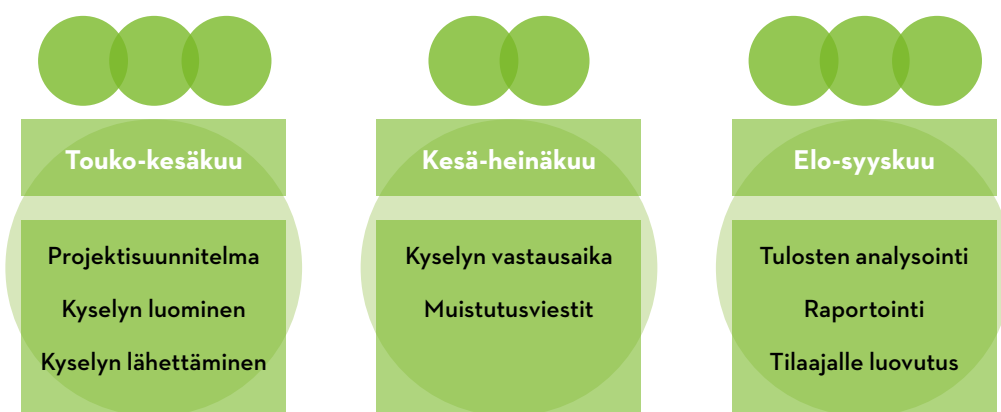 Touko-kesäkuu
Projektisuunnitelma
Kyselyn luominen
Kyselyn lähettäminen
Kesä-heinäkuu
Kyselyn vastausaika
Muistutusviestit
Elo-syyskuu
Tulosten analysointi
Raportointi
Tilaajalle luovutus